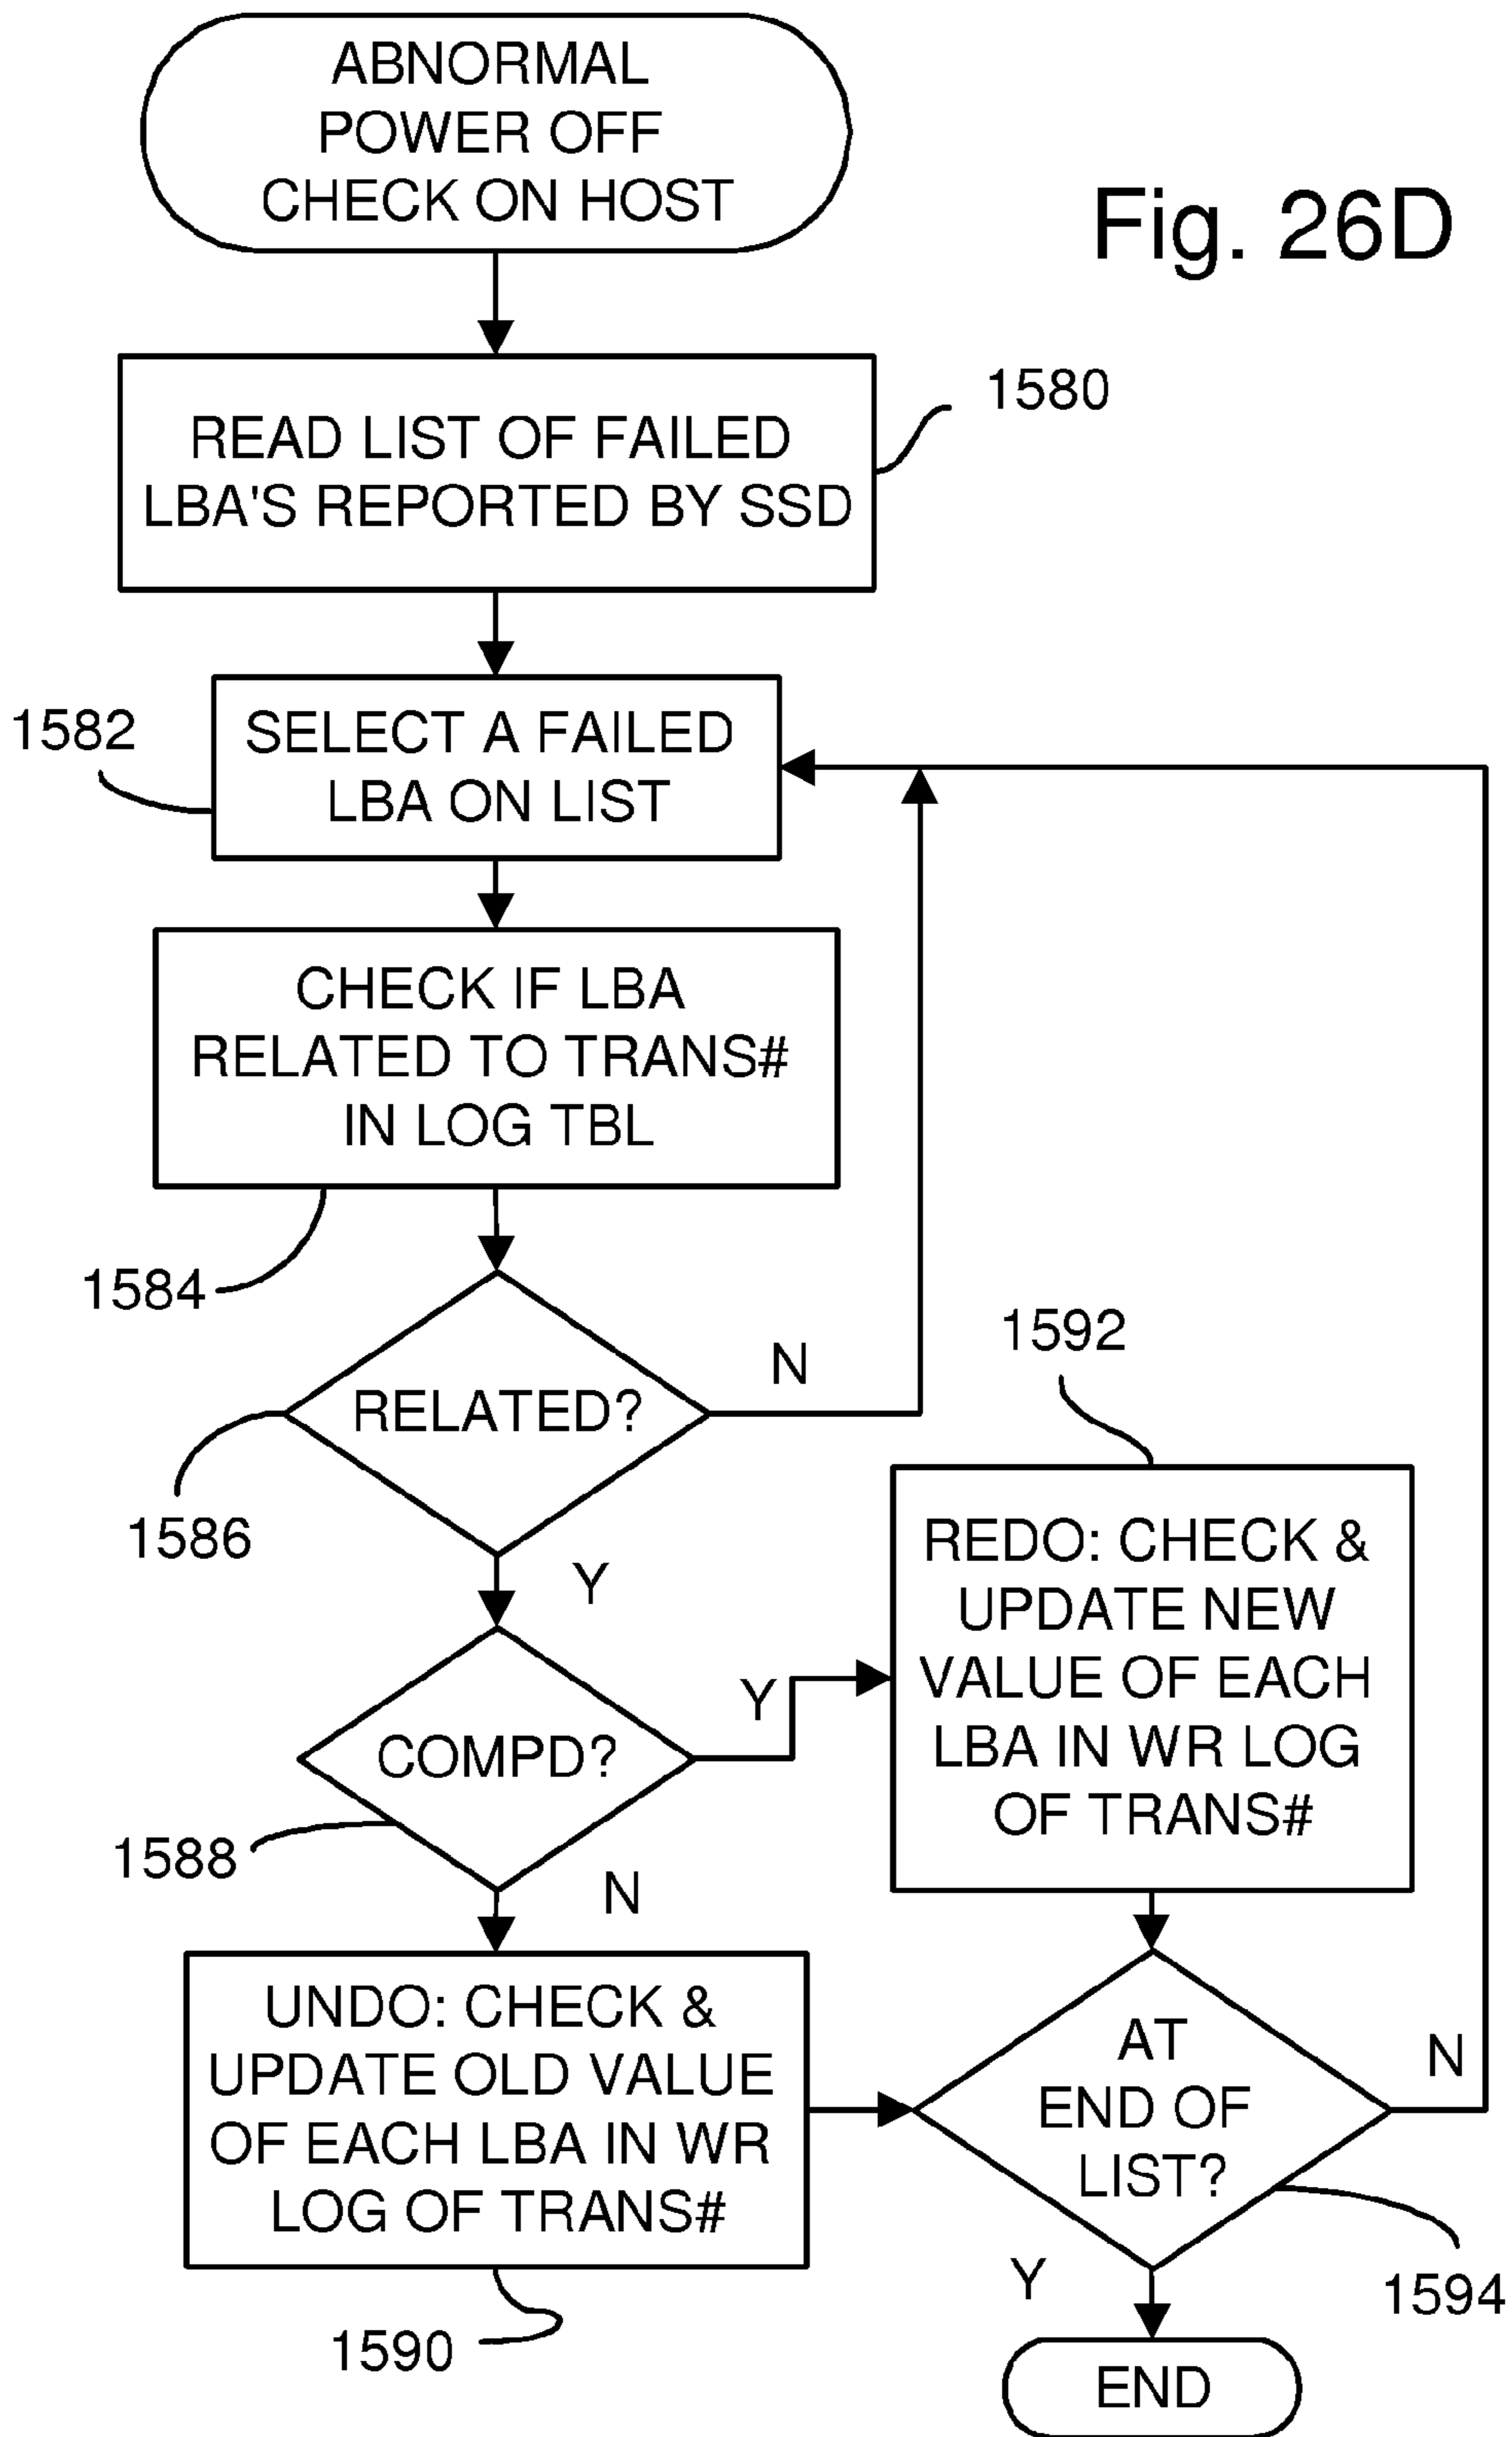 ABNORMAL
POWER OFF
CHECK ON HOST
Fig. 26D
READ LIST OF FAILED
LBA'S REPORTED BY SSD
1580
SELECT A FAILED
LBA ON LIST
1582
CHECK IF LBA
RELATED TO TRANS#
IN LOG TBL
1584
RELATED?
N
1586
Y
COMPD?
Y
1588
N
1592
REDO: CHECK &
UPDATE NEW
VALUE OF EACH
LBA IN WR LOG
OF TRANS#
UNDO: CHECK &
UPDATE OLD VALUE
OF EACH LBA IN WR
LOG OF TRANS#
1590
AT
END OF
LIST?
N
Y
1594
END